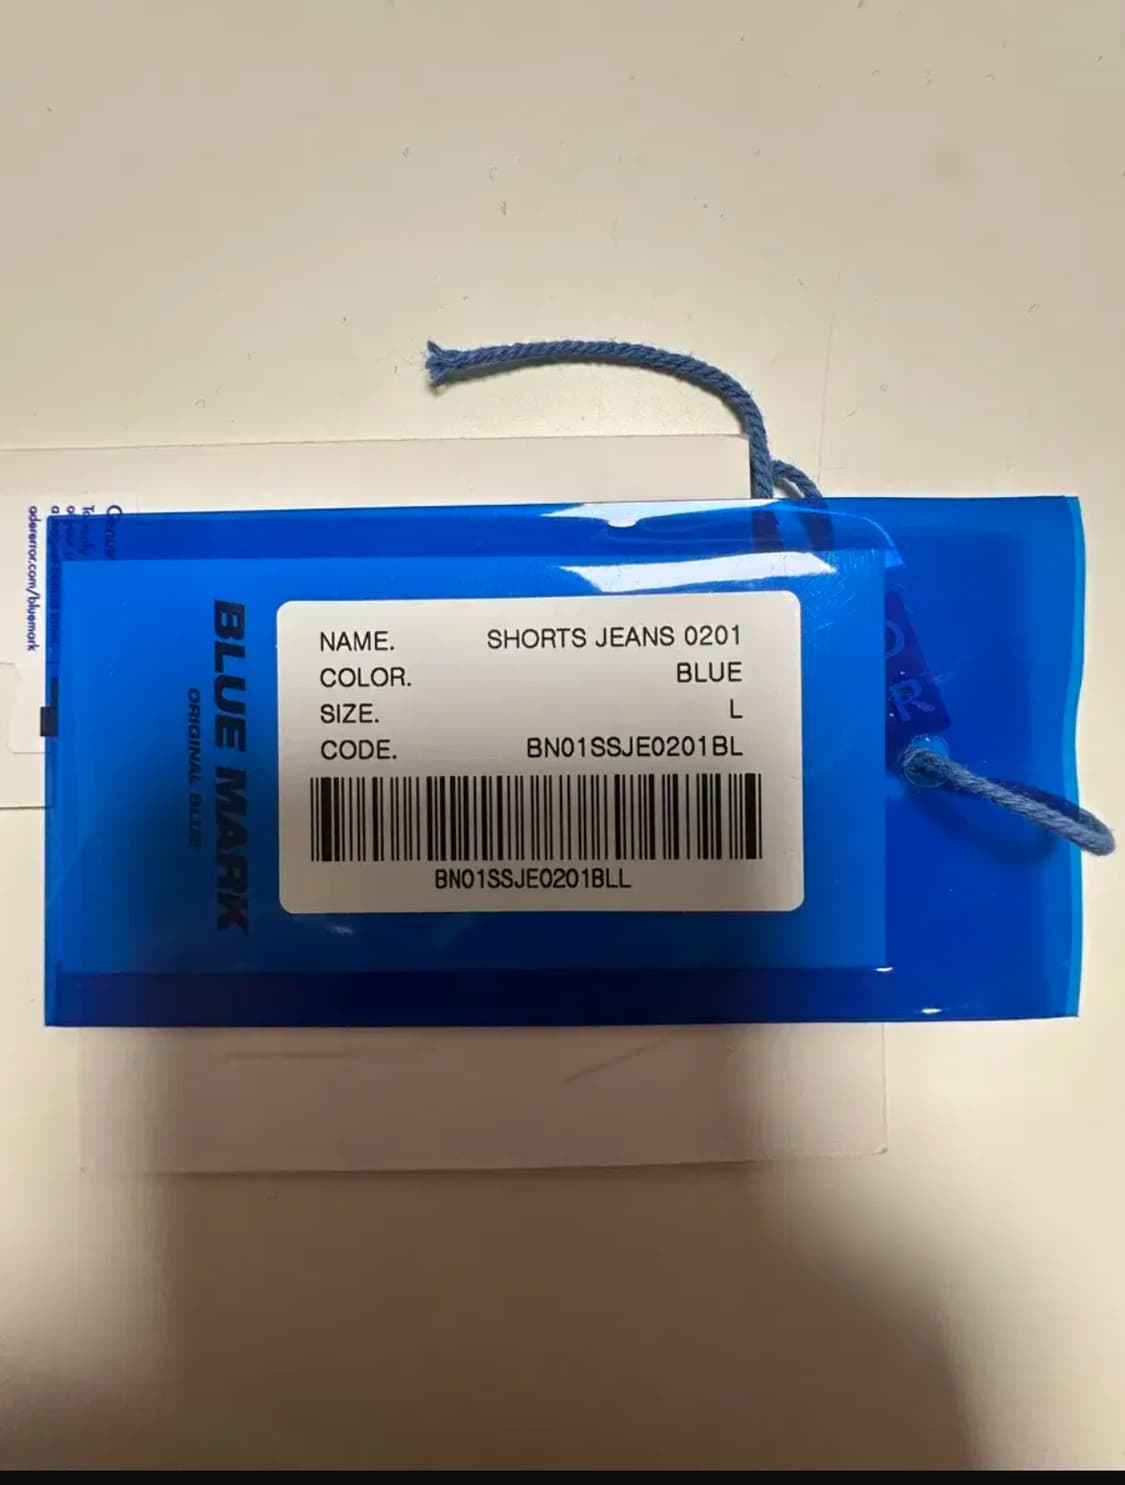 NAME. SHORTS JEANS 0201
COLOR. BLUE
SIZE. L
CODE. BN01SSJE0201BL
BN01SSJE0201BLL
BLUE MARK
ORIGINAL BLUE
adererror.com/bluemark